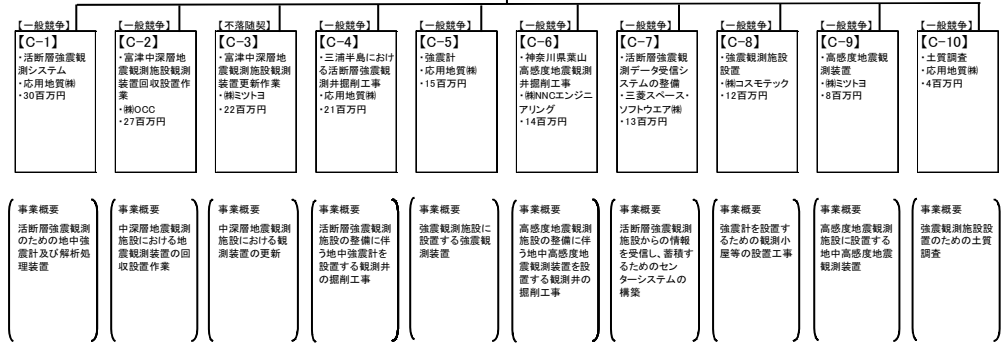 【一般競争】
【C-1】
・活断層強震観
測システム
・応用地質㈱
・30百万円
【一般競争】
【C-2】
・富津中深層地
震観測施設観測
装置回収設置作
業
・㈱OCC
・27百万円
【不落随契】
【C-3】
・富津中深層地
震観測施設観測
装置更新作業
・㈱ミツトヨ
・22百万円
【一般競争】
【C-4】
・三浦半島におけ
る活断層強震観
測井掘削工事
・応用地質㈱
・21百万円
【一般競争】
【C-5】
・強震計
・応用地質㈱
・15百万円
【一般競争】
【C-6】
・神奈川県葉山
高感度地震観測
井掘削工事
・㈱NNCエンジニ
アリング
・14百万円
【一般競争】
【C-7】
・活断層強震観
測データ受信シ
ステムの整備
・三菱スペース・
ソフトウエア㈱
・13百万円
【一般競争】
【C-8】
・強震観測施設
設置
・㈱コスモテック
・12百万円
【一般競争】
【C-9】
・高感度地震観
測装置
・㈱ミツトヨ
・8百万円
【一般競争】
【C-10】
・土質調査
・応用地質㈱
・4百万円
事業概要
活断層強震観測
のための地中強
震計及び解析処
理装置
事業概要
中深層地震観測
施設における地
震観測装置の回
収設置作業
事業概要
中深層地震観測
施設における観
測装置の更新
事業概要
活断層強震観測
施設の整備に伴
う地中強震計を
設置する観測井
の掘削工事
事業概要
強震観測施設に
設置する強震観
測装置
事業概要
高感度地震観測
施設の整備に伴
う地中高感度地
震観測装置を設
置する観測井の
掘削工事
事業概要
活断層強震観測
施設からの情報
を受信し、蓄積す
るためのセン
ターシステムの
構築
事業概要
強震計を設置す
るための観測小
屋等の設置工事
事業概要
高感度地震観測
施設に設置する
地中高感度地震
観測装置
事業概要
強震観測施設設
置のための土質
調査